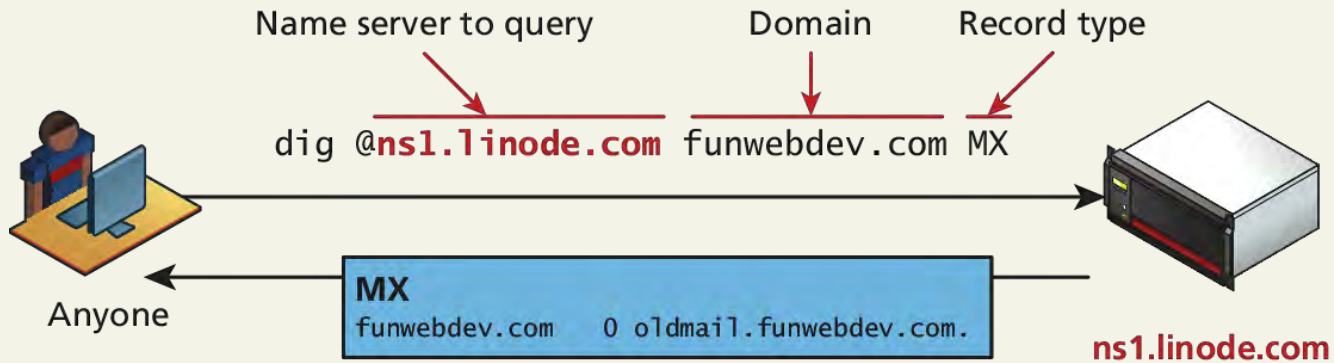 Name server to query Domain Record type
dig @ns1.linode.com funwebdev.com MX
MX
funwebdev.com 0 oldmail.funwebdev.com.
Anyone
ns1.linode.com